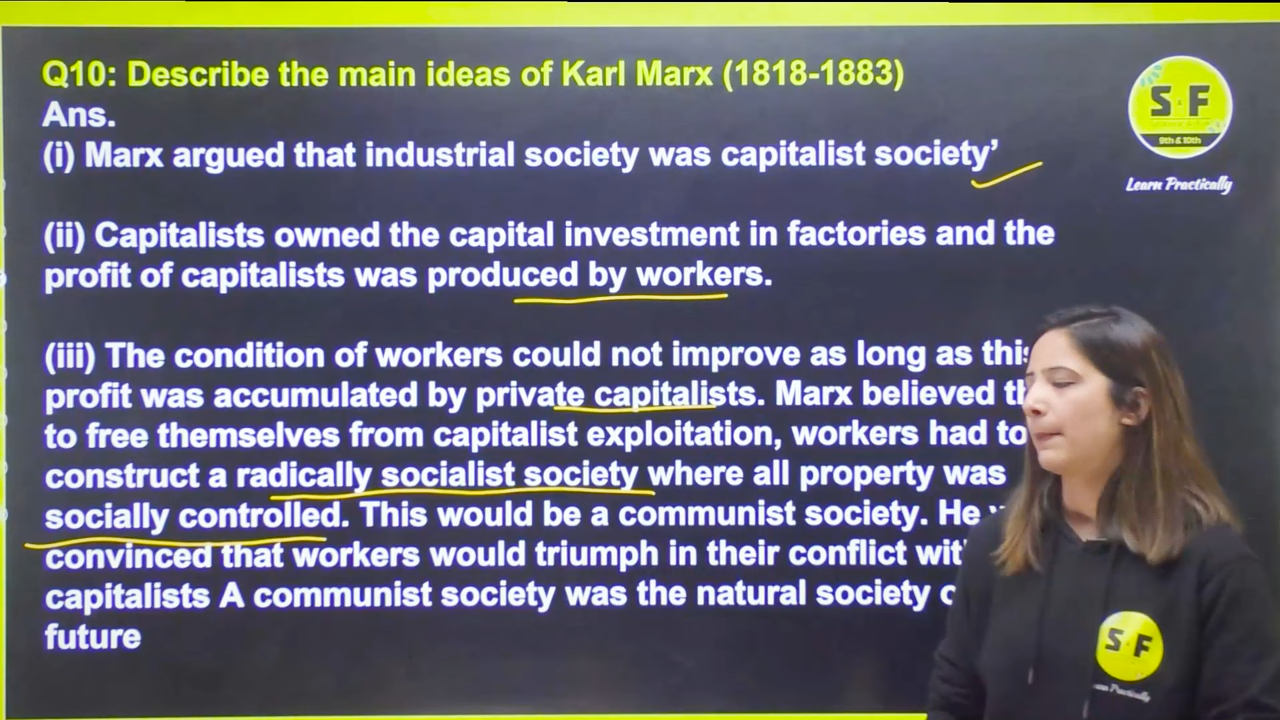 Q10: Describe the main ideas of Karl Marx (1818-1883)
Ans.
(i) Marx argued that industrial society was capitalist society’
(ii) Capitalists owned the capital investment in factories and the
profit of capitalists was produced by workers.
(iii) The condition of workers could not improve as long as this
profit was accumulated by private capitalists. Marx believed
to free themselves from capitalist exploitation, workers had to
construct a radically socialist society where all property was
socially controlled. This would be a communist society. He
convinced that workers would triumph in their conflict
capitalists A communist society was the natural society
future
S F
9th & 10th
Learn Practically
S F
Practically